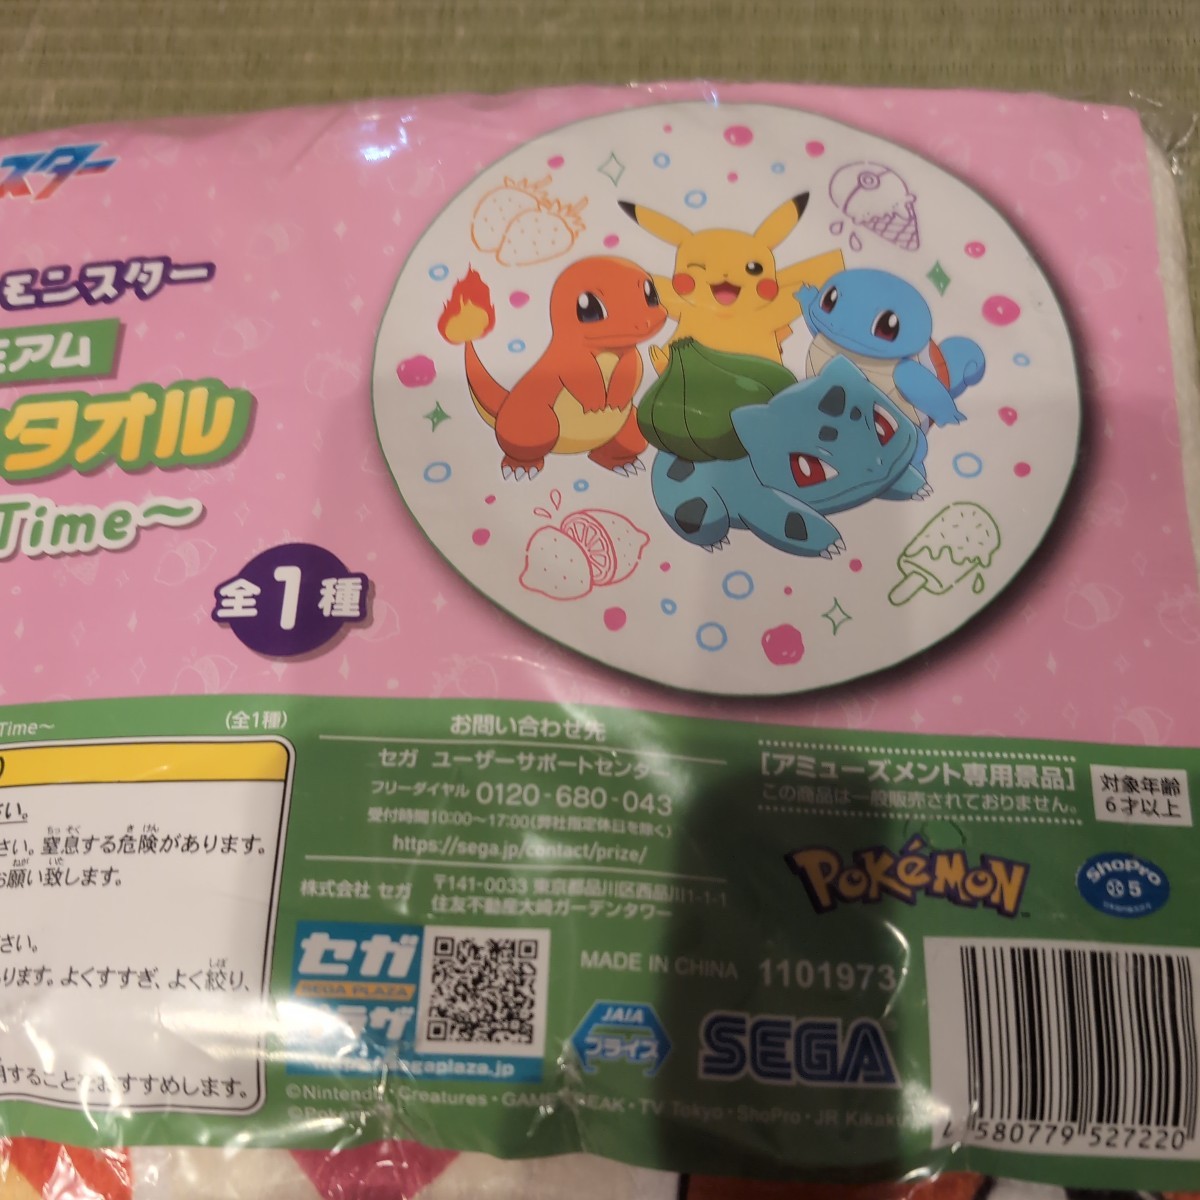 スター
モンスター
ミアム
タオル
Time～
全1種
Time～
(全1種)
さい。
さい。窒息する危険があります。
お願い致します。
ださい。
ります。よくすすぎ、よく絞り、
用することをおすすめします。
お問い合わせ先
セガ ユーザーサポートセンター
フリーダイヤル 0120-680-043
受付時間10:00～17:00(弊社指定休日を除く)
https://sega.jp/contact/prize/
株式会社 セガ
〒141-0033 東京都品川区西品川1-1-1
住友不動産大崎ガーデンタワー
セガ
SEGA PLAZA
プラザ
segaplaza.jp
[アミューズメント専用景品]
この商品は一般販売されておりません。
対象年齢
6才以上
POKéMON
ShoPro
5
MADE IN CHINA 1101973
JAIA
プライズ
SEGA
©Nintendo・Creatures・GAME FREAK・TV Tokyo・ShoPro・JR Kikaku
©Pokémon
4 580779 527220